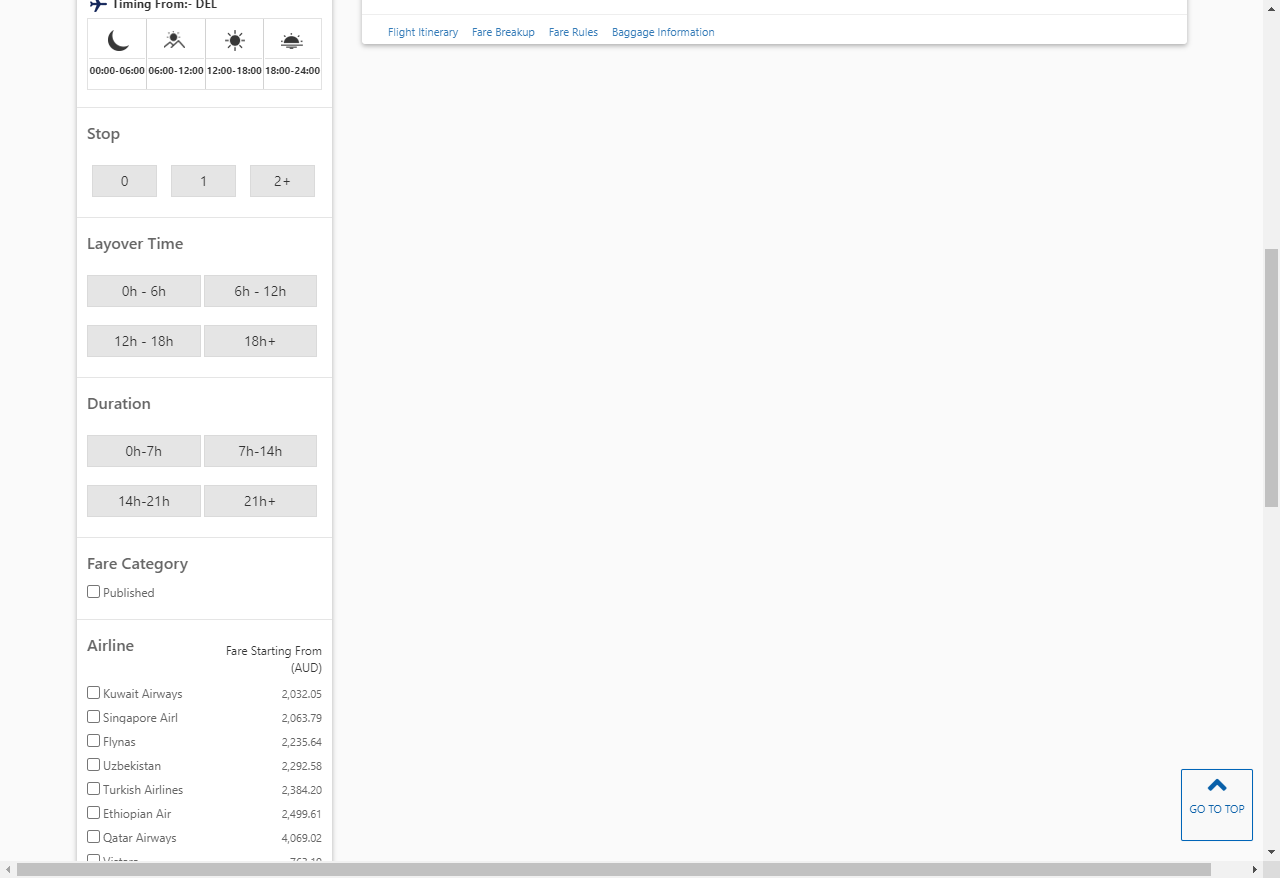 Timing From:- DEL
00:00-06:00 06:00-12:00 12:00-18:00 18:00-24:00
Flight Itinerary Fare Breakup Fare Rules Baggage Information
Stop
0 1 2+
Layover Time
0h - 6h 6h - 12h
12h - 18h 18h+
Duration
0h-7h 7h-14h
14h-21h 21h+
Fare Category
Published
Airline
Fare Starting From
(AUD)
Kuwait Airways 2,032.05
Singapore Airl 2,063.79
Flynas 2,235.64
Uzbekistan 2,292.58
Turkish Airlines 2,384.20
Ethiopian Air 2,499.61
Qatar Airways 4,069.02
GO TO TOP